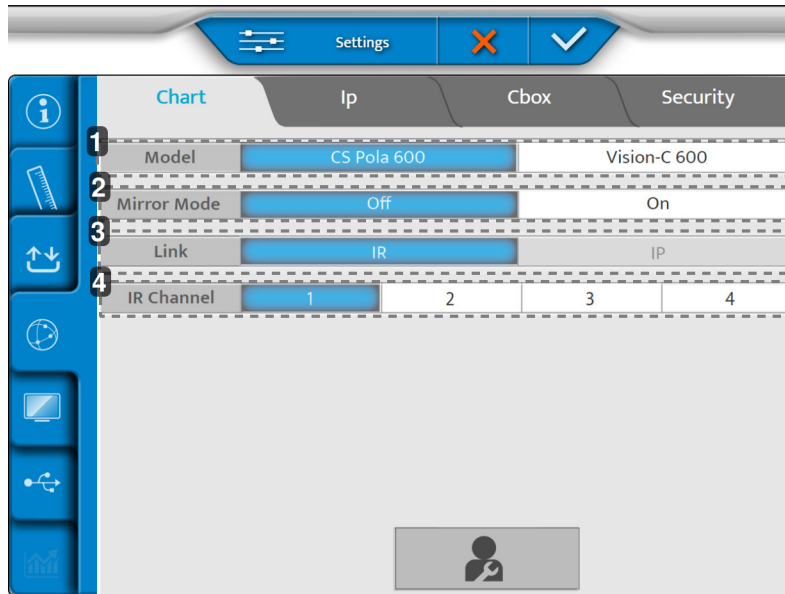 Settings
Chart Ip Cbox Security
1
Model CS Pola 600 Vision-C 600
2
Mirror Mode Off On
3
Link IR IP
4
IR Channel 1 2 3 4